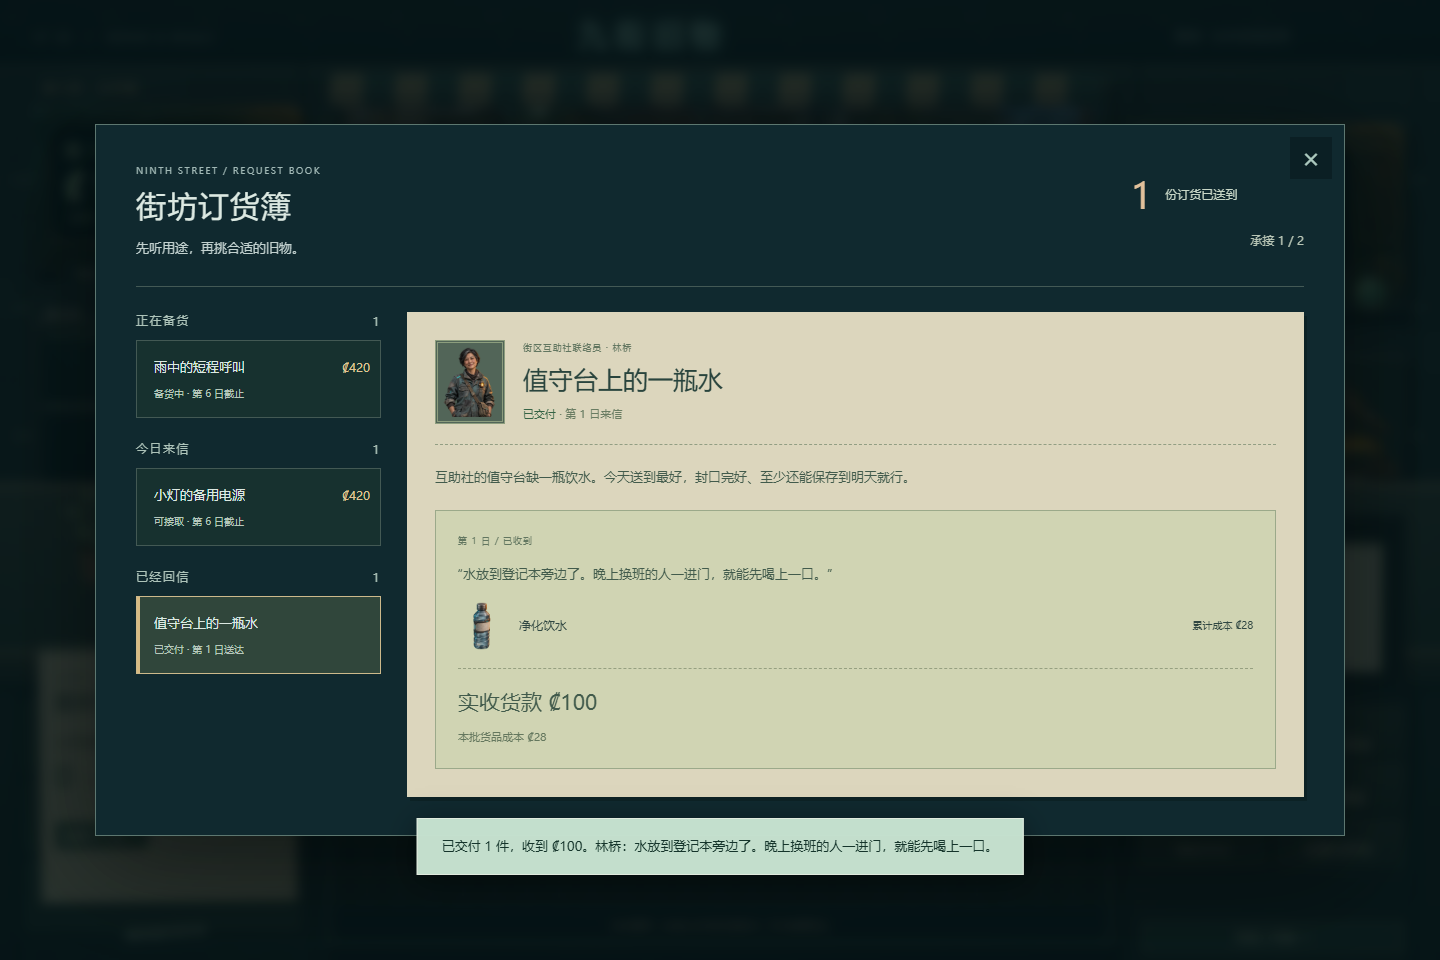 NINTH STREET / REQUEST BOOK
街坊订货簿
先听用途，再挑合适的旧物。
1 份订货已送到
承接 1 / 2
×
正在备货 1
雨中的短程呼叫 ₡420
备货中 · 第 6 日截止
今日来信 1
小灯的备用电源 ₡420
可接取 · 第 6 日截止
已经回信 1
值守台上的一瓶水
已交付 · 第 1 日送达
街区互助社联络员 · 林桥
值守台上的一瓶水
已交付 · 第 1 日来信
互助社的值守台缺一瓶饮水。今天送到最好，封口完好、至少还能保存到明天就行。
第 1 日 / 已收到
“水放到登记本旁边了。晚上换班的人一进门，就能先喝上一口。”
净化饮水 累计成本 ₡28
实收货款 ₡100
本批货品成本 ₡28
已交付 1 件，收到 ₡100。林桥：水放到登记本旁边了。晚上换班的人一进门，就能先喝上一口。